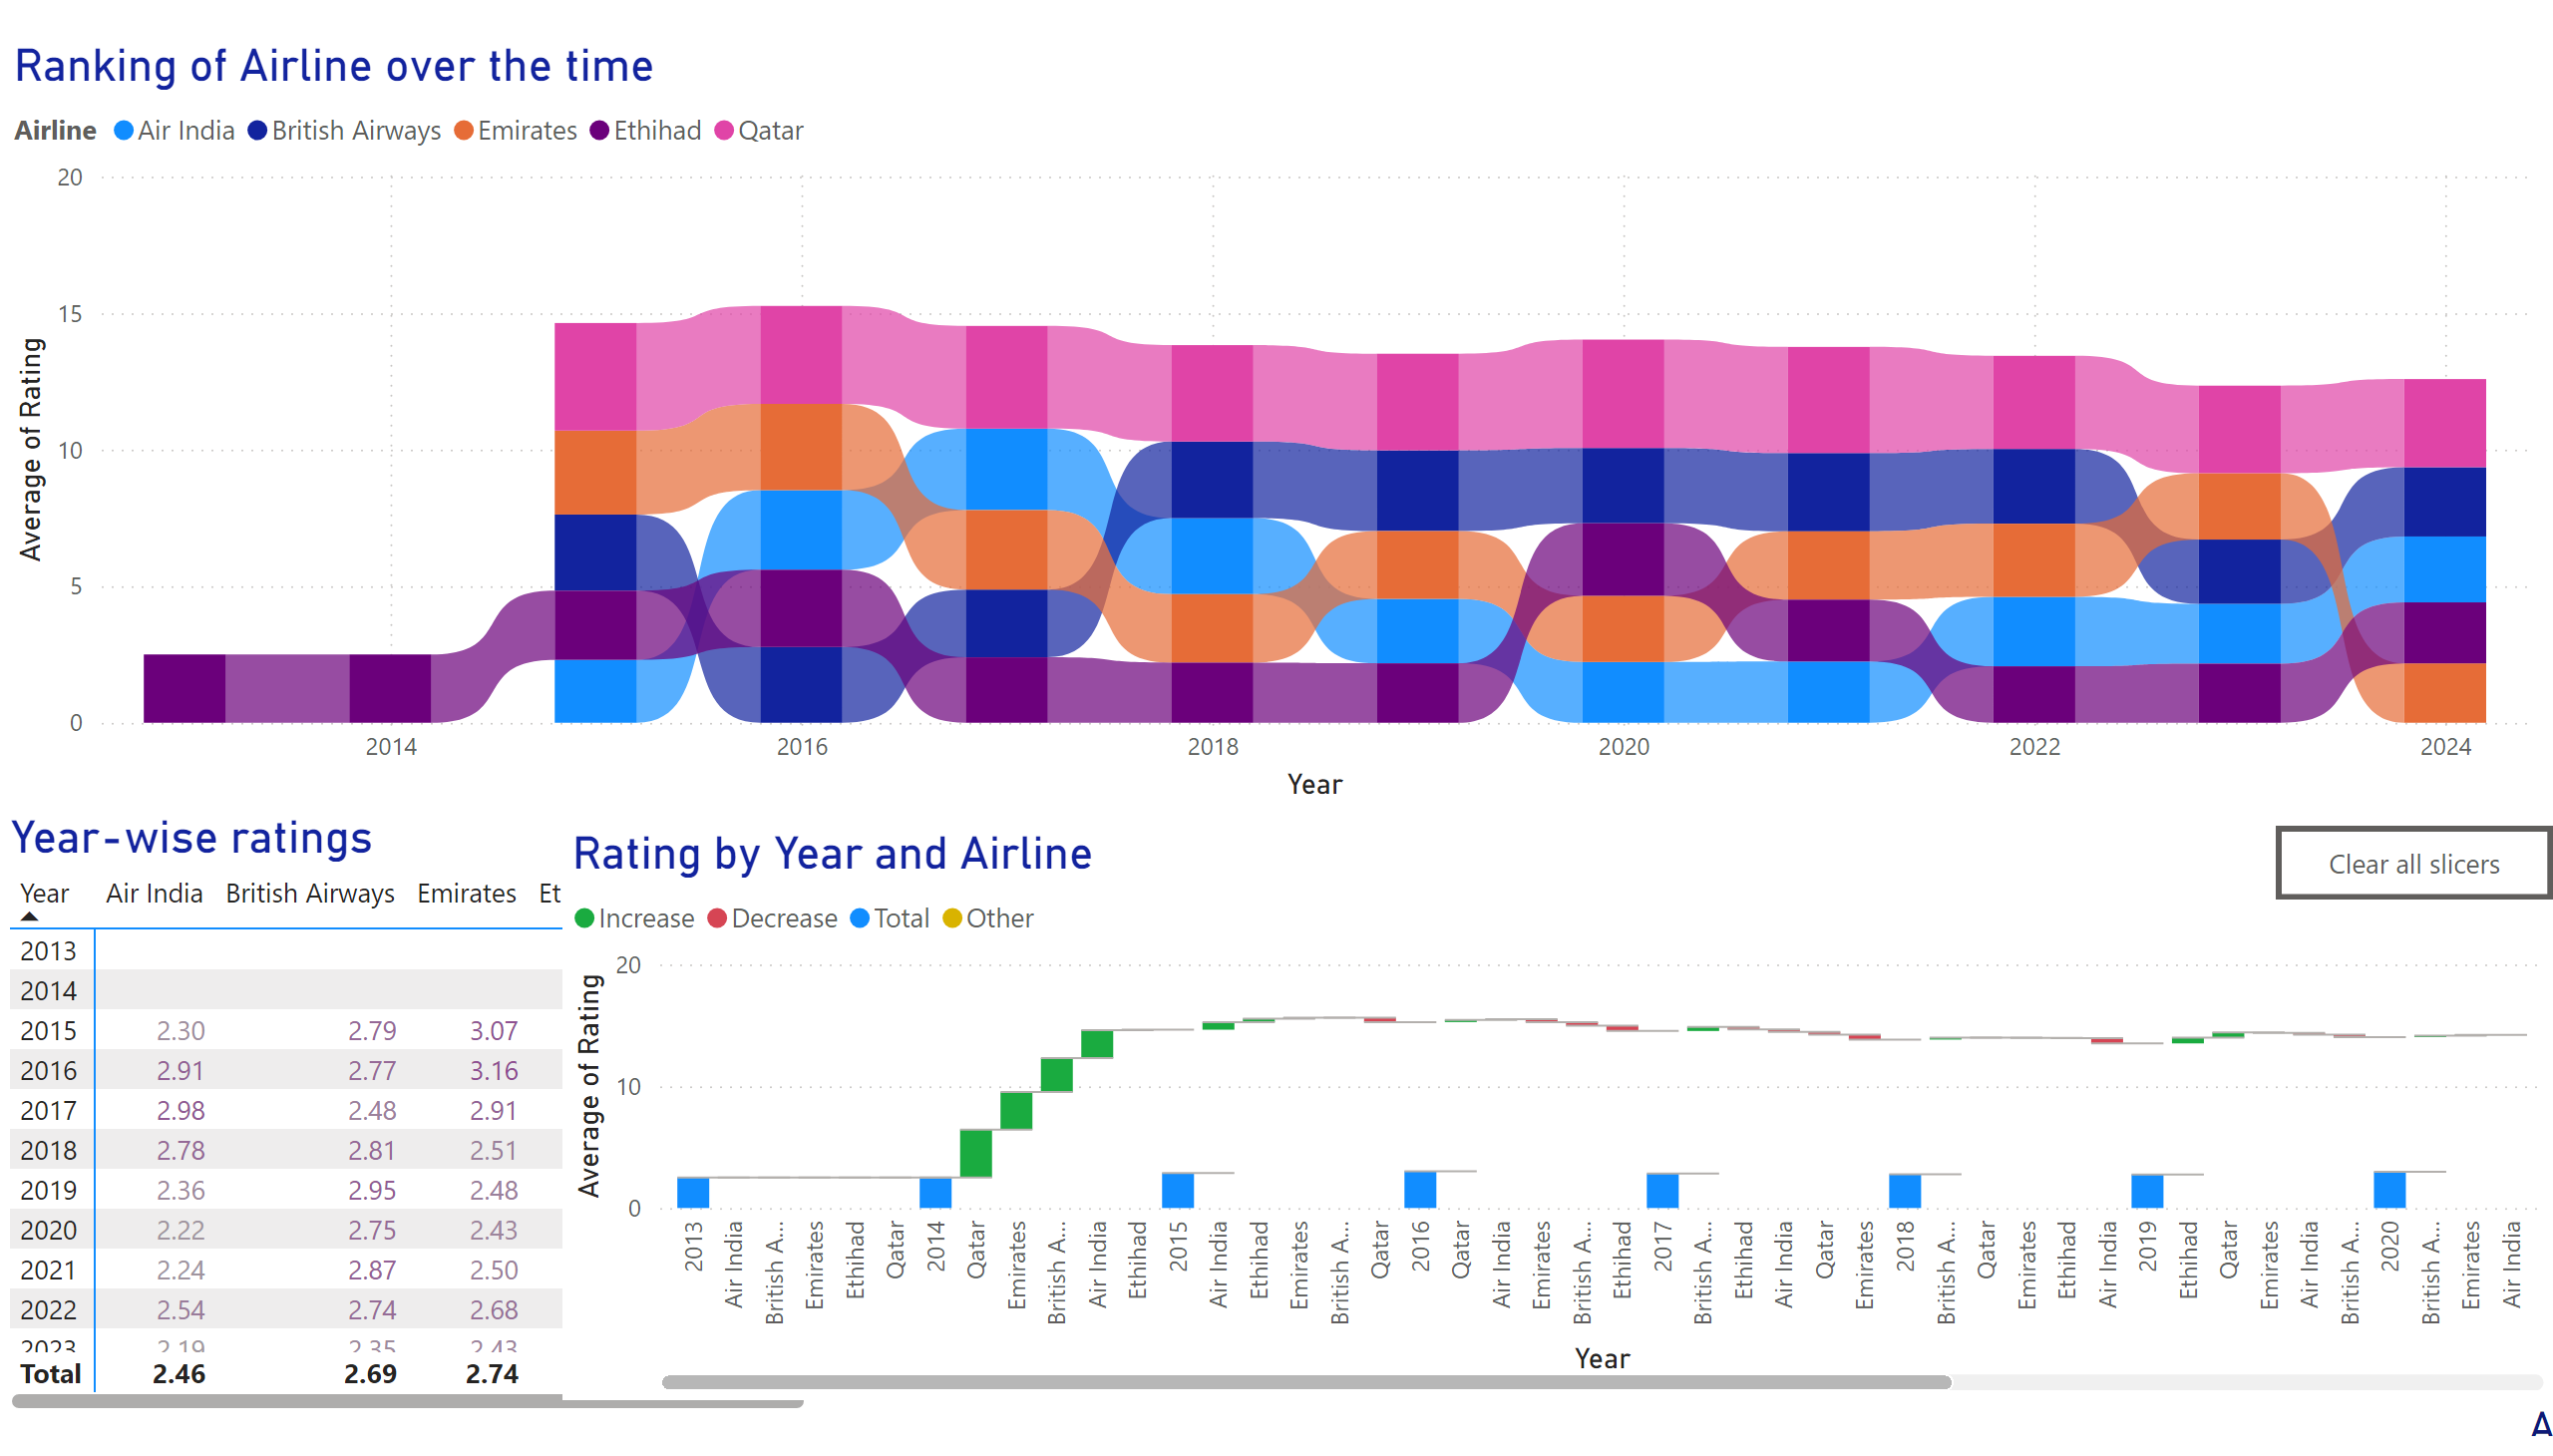 Ranking of Airline over the time
Airline Air India British Airways Emirates Ethihad Qatar
20
15
10
5
0
Average of Rating
2014 2016 2018 2020 2022 2024
Year
Year-wise ratings
Year Air India British Airways Emirates Et
2013
2014
2015 2.30 2.79 3.07
2016 2.91 2.77 3.16
2017 2.98 2.48 2.91
2018 2.78 2.81 2.51
2019 2.36 2.95 2.48
2020 2.22 2.75 2.43
2021 2.24 2.87 2.50
2022 2.54 2.74 2.68
2023 2.19 2.35 2.43
Total 2.46 2.69 2.74
Rating by Year and Airline
Clear all slicers
Increase Decrease Total Other
20
10
0
Average of Rating
2013 Air India British A... Emirates Ethihad Qatar 2014 Qatar Emirates British A... Air India Ethihad 2015 Air India Ethihad Emirates British A... Qatar 2016 Qatar Air India Emirates British A... Ethihad 2017 British A... Ethihad Air India Qatar Emirates 2018 British A... Qatar Emirates Ethihad Air India 2019 Ethihad Qatar Emirates Air India British A... 2020 British A... Emirates Air India
Year
A